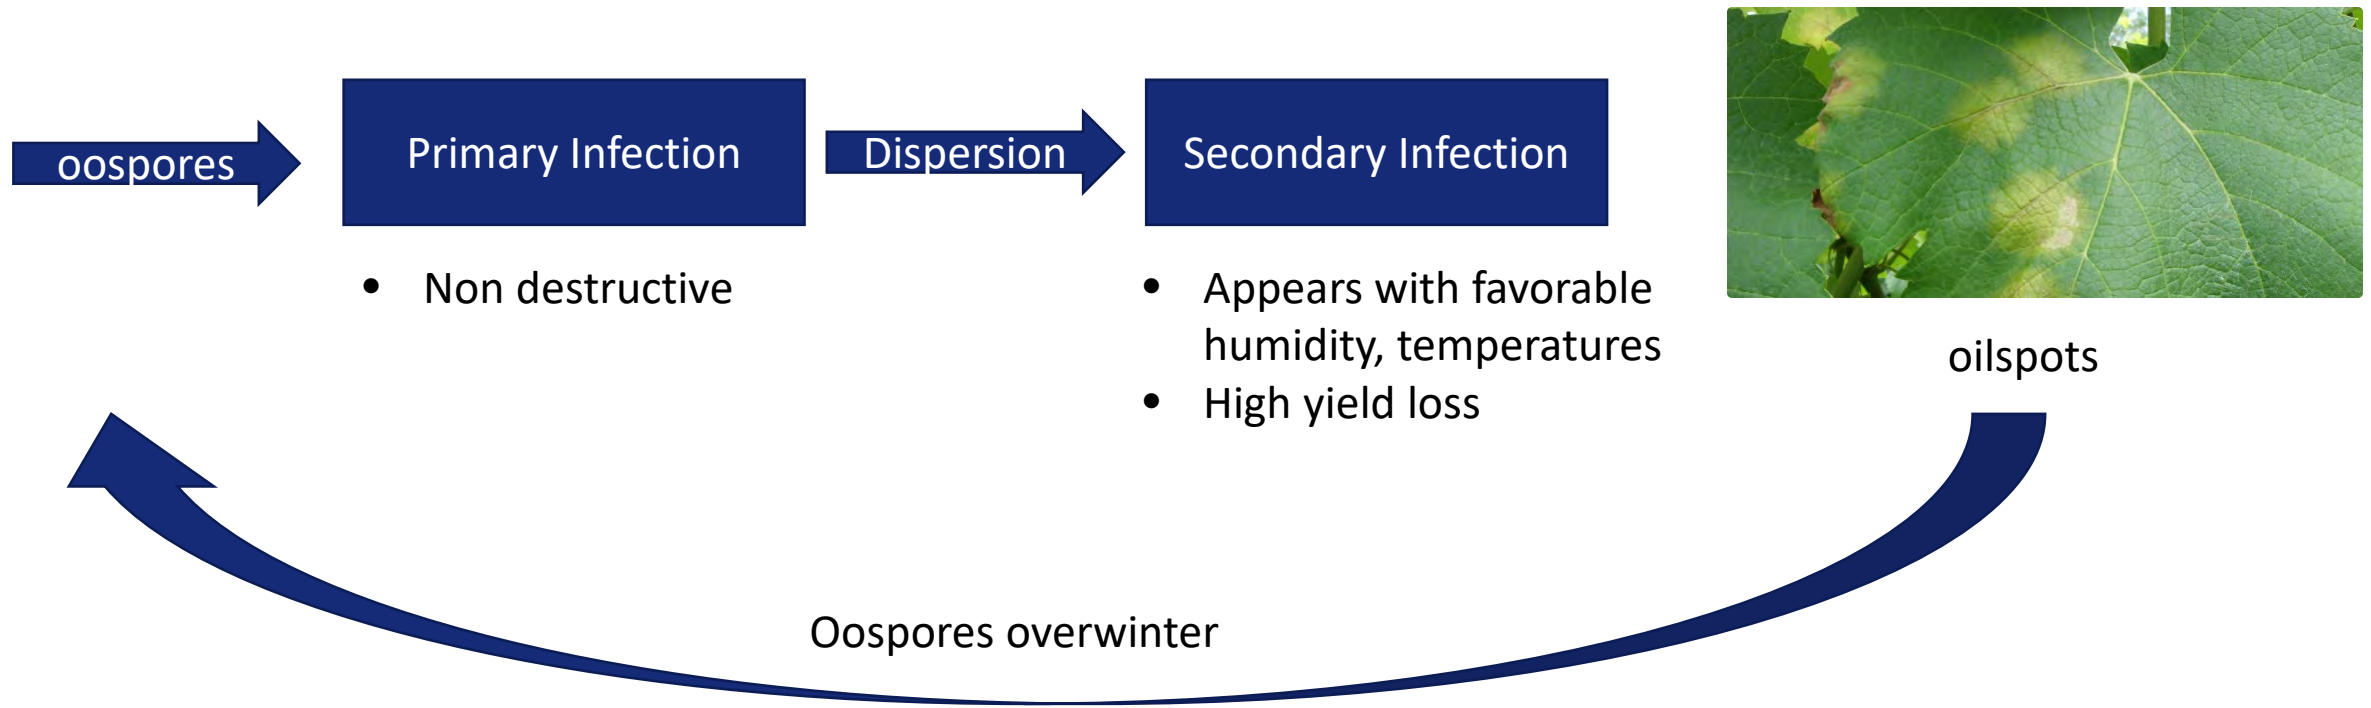 oospores
Primary Infection
Dispersion
Secondary Infection
• Non destructive
• Appears with favorable
humidity, temperatures
• High yield loss
oilspots
Oospores overwinter